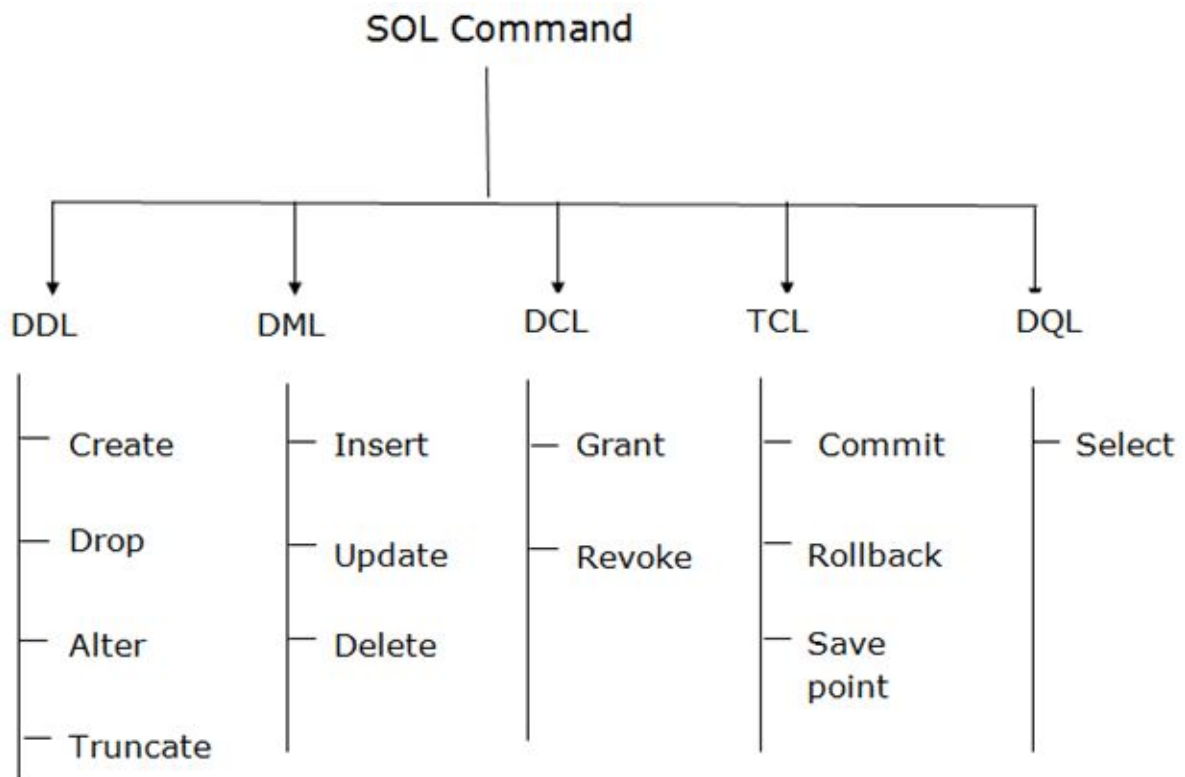 SOL Command
DDL
DML
DCL
TCL
DQL
Create
Drop
Alter
Truncate
Insert
Update
Delete
Grant
Revoke
Commit
Rollback
Save
point
Select